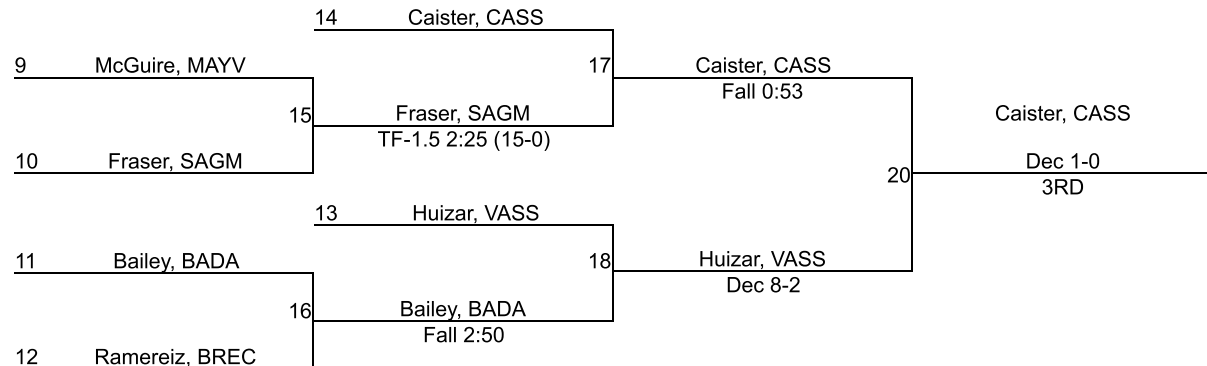 14 Caister, CASS
9 McGuire, MAYV
17 Caister, CASS
Fall 0:53
15 Fraser, SAGM
TF-1.5 2:25 (15-0)
Caister, CASS
10 Fraser, SAGM
20 Dec 1-0
3RD
13 Huizar, VASS
11 Bailey, BADA
18 Huizar, VASS
Dec 8-2
16 Bailey, BADA
Fall 2:50
12 Ramereiz, BREC